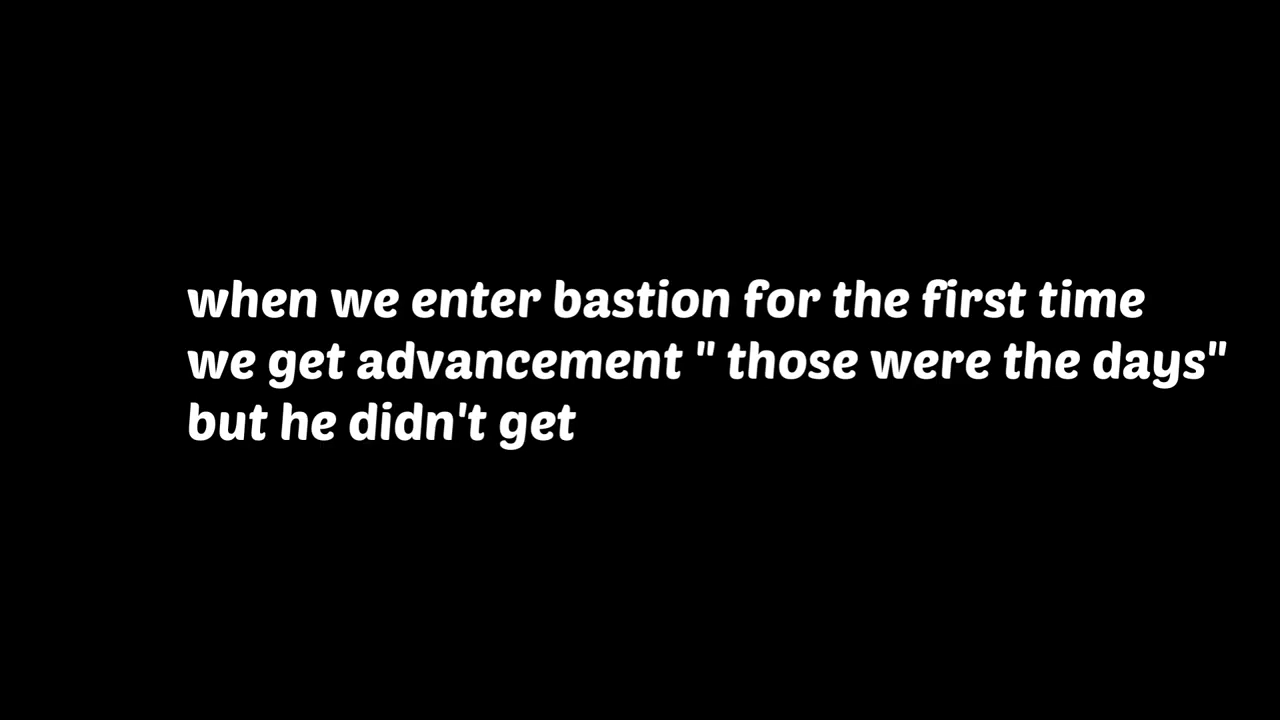 when we enter bastion for the first time
we get advancement " those were the days"
but he didn't get